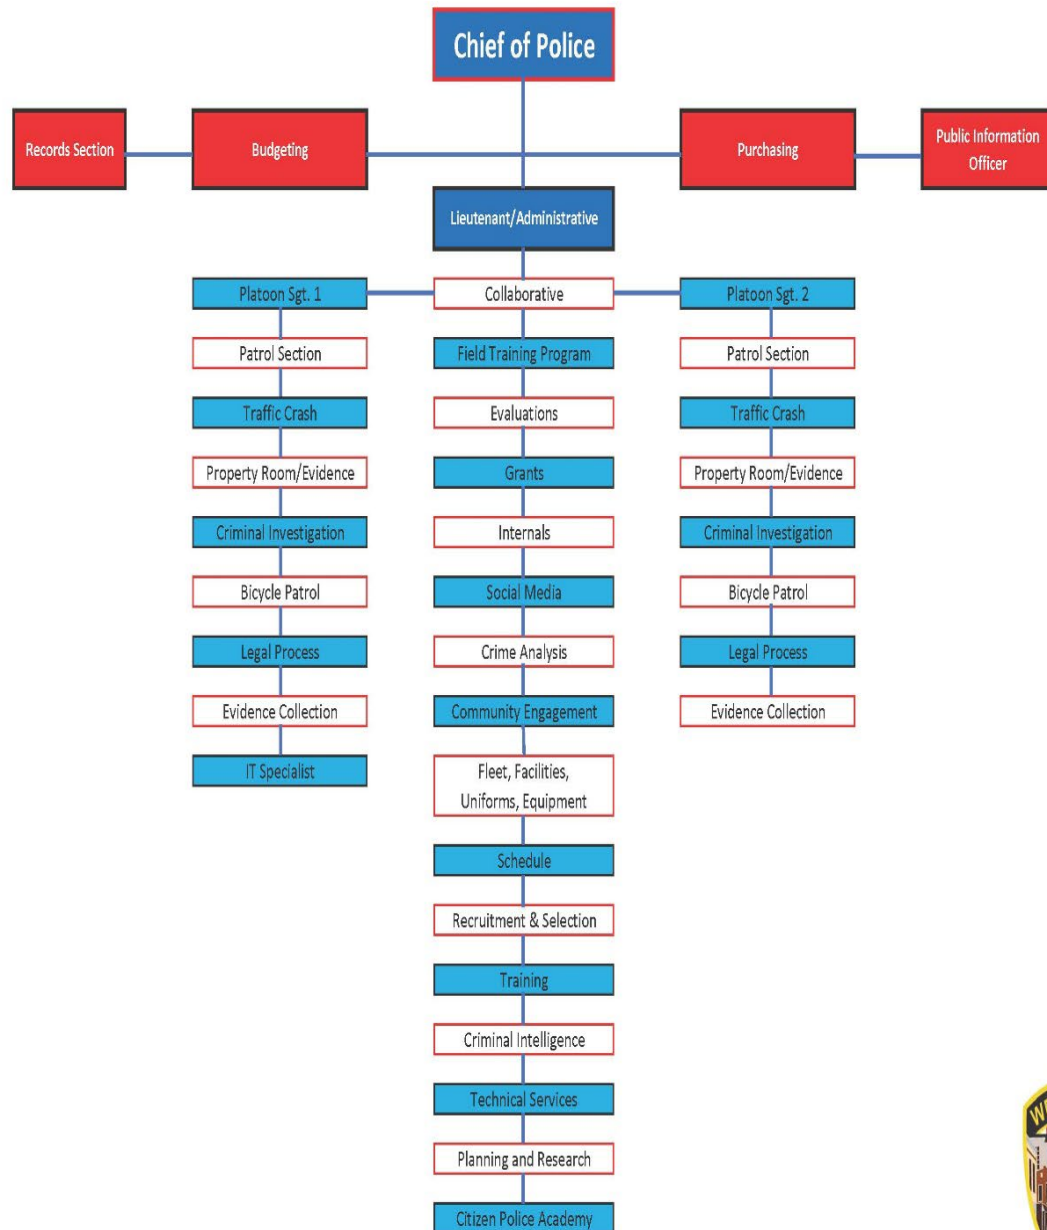 Chief of Police
Records Section
Budgeting
Purchasing
Public Information
Officer
Lieutenant/Administrative
Platoon Sgt. 1
Collaborative
Platoon Sgt. 2
Patrol Section
Field Training Program
Patrol Section
Traffic Crash
Evaluations
Traffic Crash
Property Room/Evidence
Grants
Property Room/Evidence
Criminal Investigation
Internals
Criminal Investigation
Bicycle Patrol
Social Media
Bicycle Patrol
Legal Process
Crime Analysis
Legal Process
Evidence Collection
Community Engagement
Evidence Collection
IT Specialist
Fleet, Facilities,
Uniforms, Equipment
Schedule
Recruitment & Selection
Training
Criminal Intelligence
Technical Services
Planning and Research
Citizen Police Academy